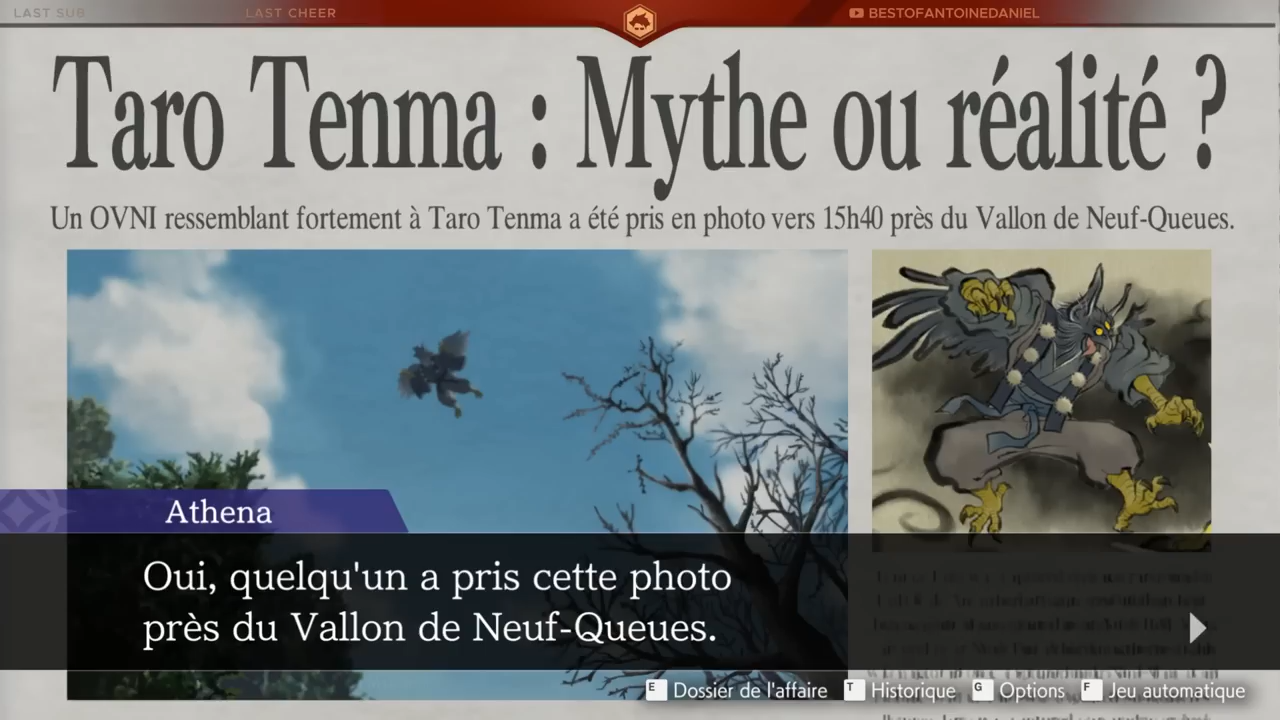 LAST SUB
LAST CHEER
BESTOFANTOINEDANIEL
Taro Tenma : Mythe ou réalité ?
Un OVNI ressemblant fortement à Taro Tenma a été pris en photo vers 15h40 près du Vallon de Neuf-Queues.
Athena
Oui, quelqu'un a pris cette photo
près du Vallon de Neuf-Queues.
E Dossier de l'affaire T Historique G Options F Jeu automatique